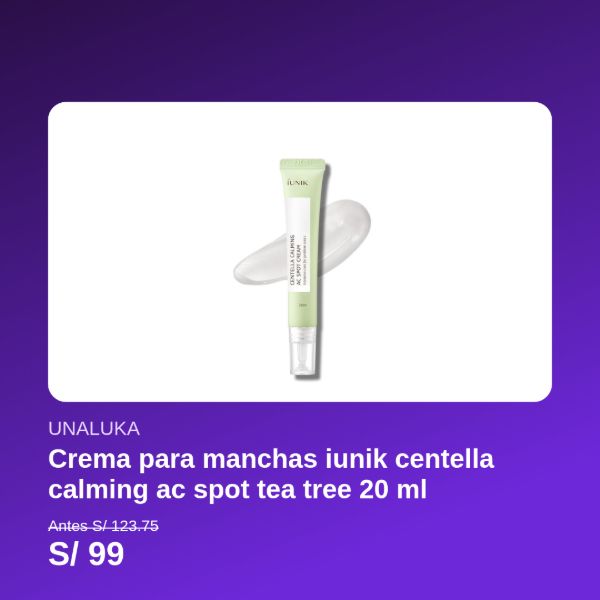 iUNIK
CENTELLA CALMING
AC SPOT CREAM
UNALUKA
Crema para manchas iunik centella
calming ac spot tea tree 20 ml
Antes S/ 123.75
S/ 99